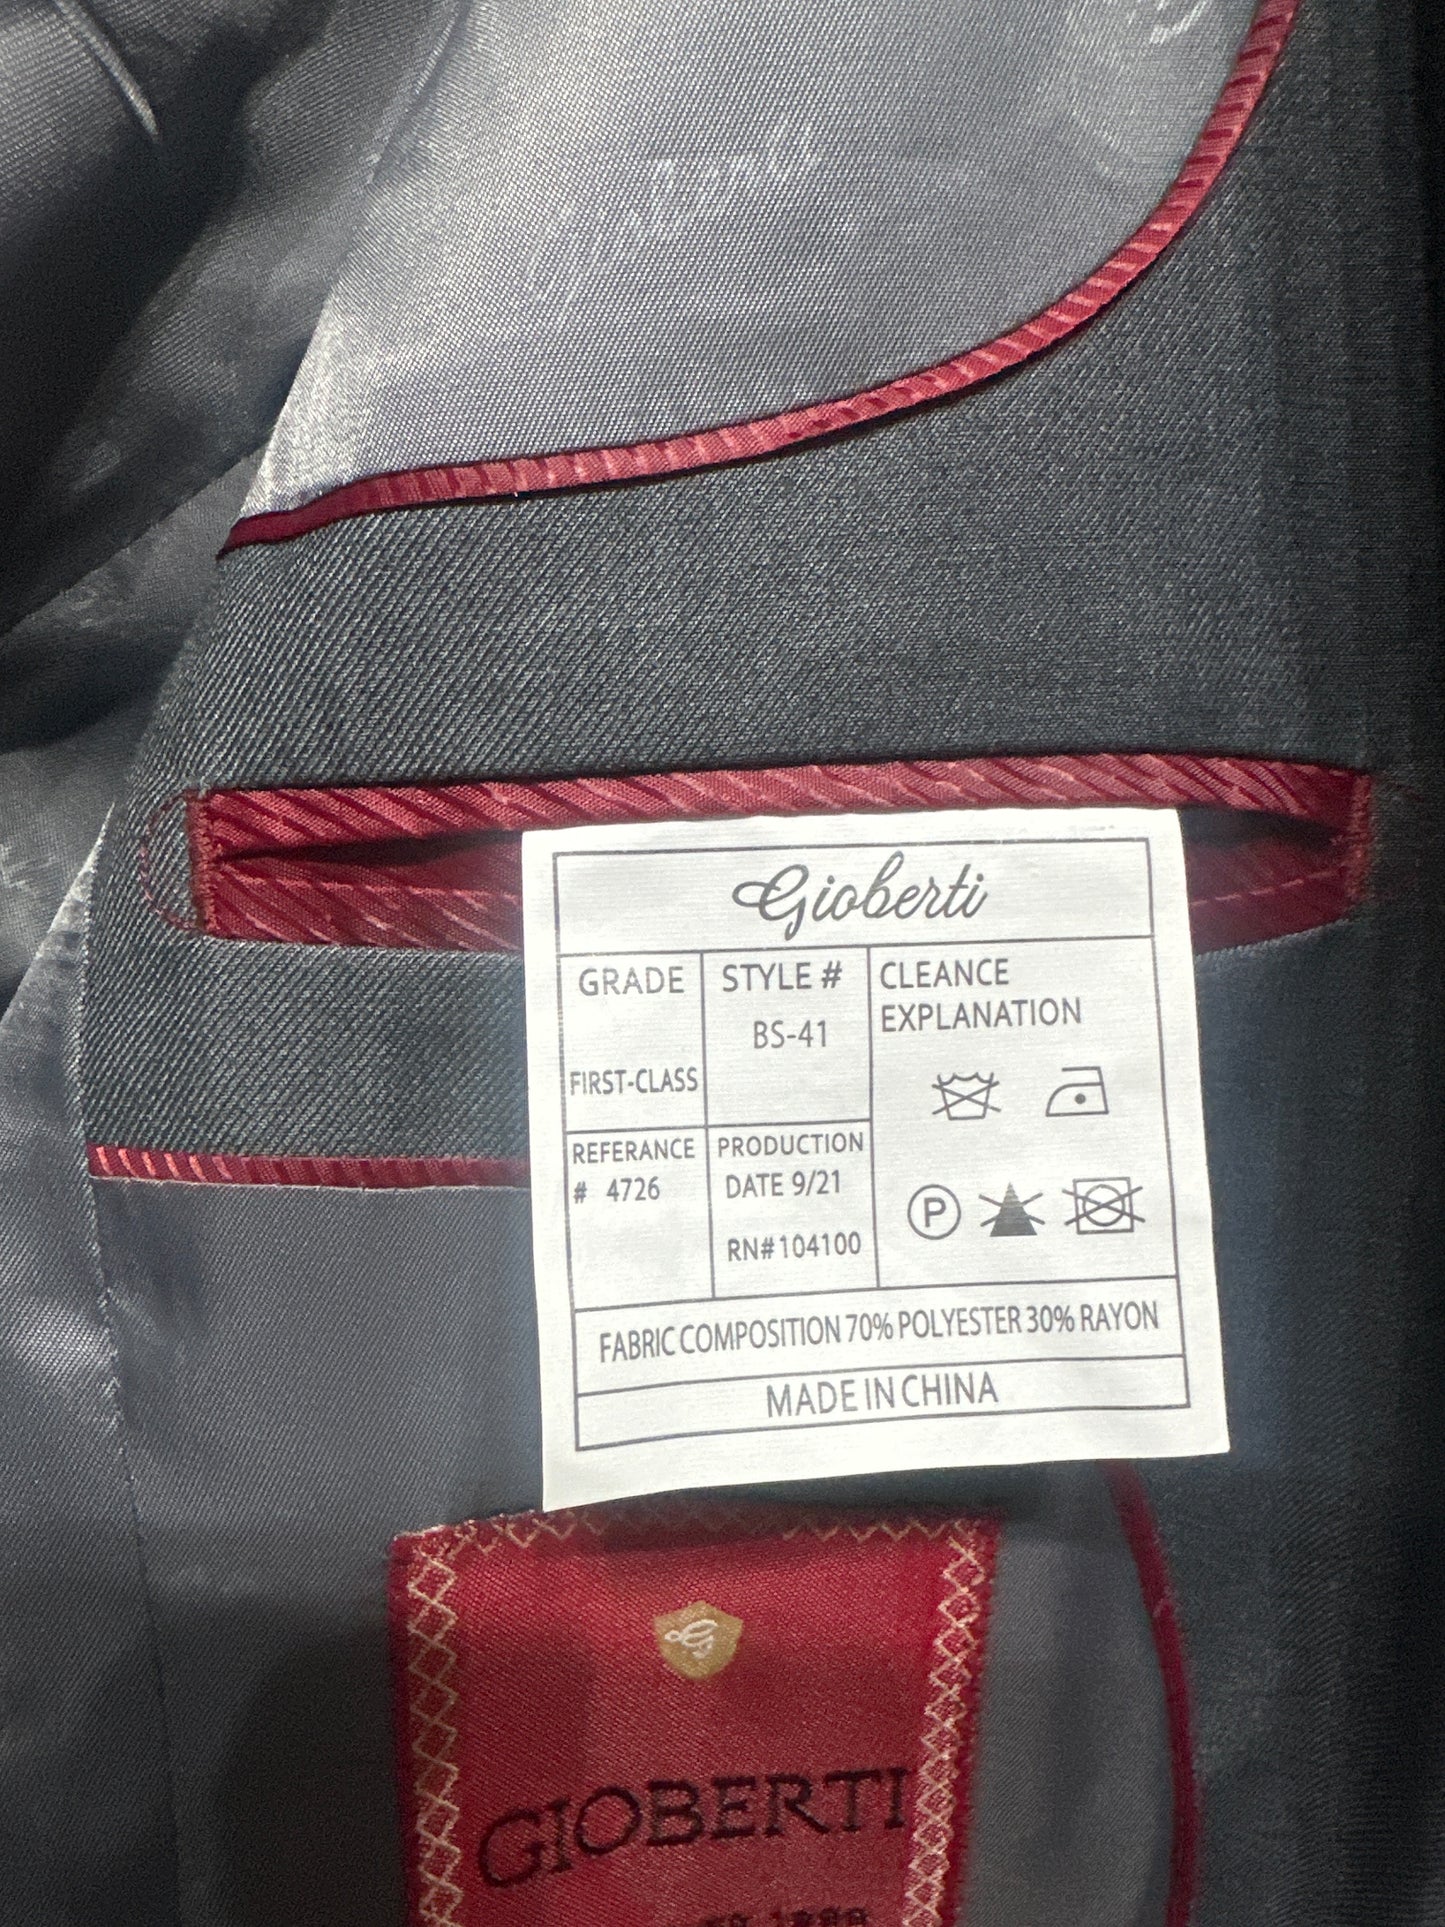 Gioberti
GRADE
FIRST-CLASS
STYLE #
BS-41
CLEANCE
EXPLANATION
P
REFERANCE
# 4726
PRODUCTION
DATE 9/21
RN#104100
FABRIC COMPOSITION 70% POLYESTER 30% RAYON
MADE IN CHINA
GIOBERTI